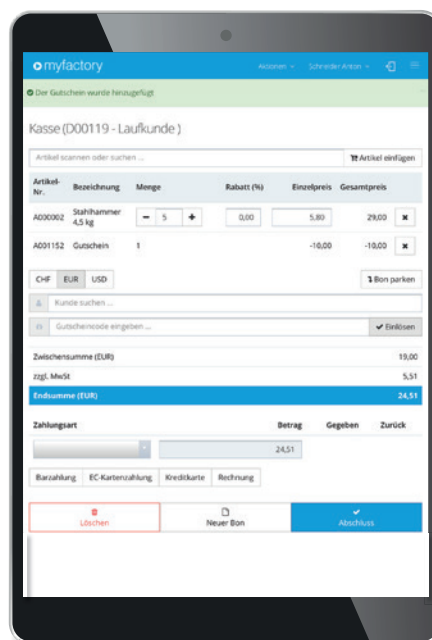 myfactory
Aktionen Schneider Anton
Der Gutschein wurde hinzugefügt
Kasse (D00119 - Laufkunde )
Artikel scannen oder suchen ... Artikel einfügen
Artikel-Nr. Bezeichnung Menge Rabatt (%) Einzelpreis Gesamtpreis
A000002 Stahlhammer 4,5 kg 5 0,00 5,80 29,00
A001152 Gutschein 1 -10,00 -10,00
CHF EUR USD Bon parken
Kunde suchen ...
Gutscheincode eingeben ... Einlösen
Zwischensumme (EUR) 19,00
zzgl. MwSt 5,51
Endsumme (EUR) 24,51
Zahlungsart Betrag Gegeben Zurück
24,51
Barzahlung EC-Kartenzahlung Kreditkarte Rechnung
Löschen Neuer Bon Abschluss